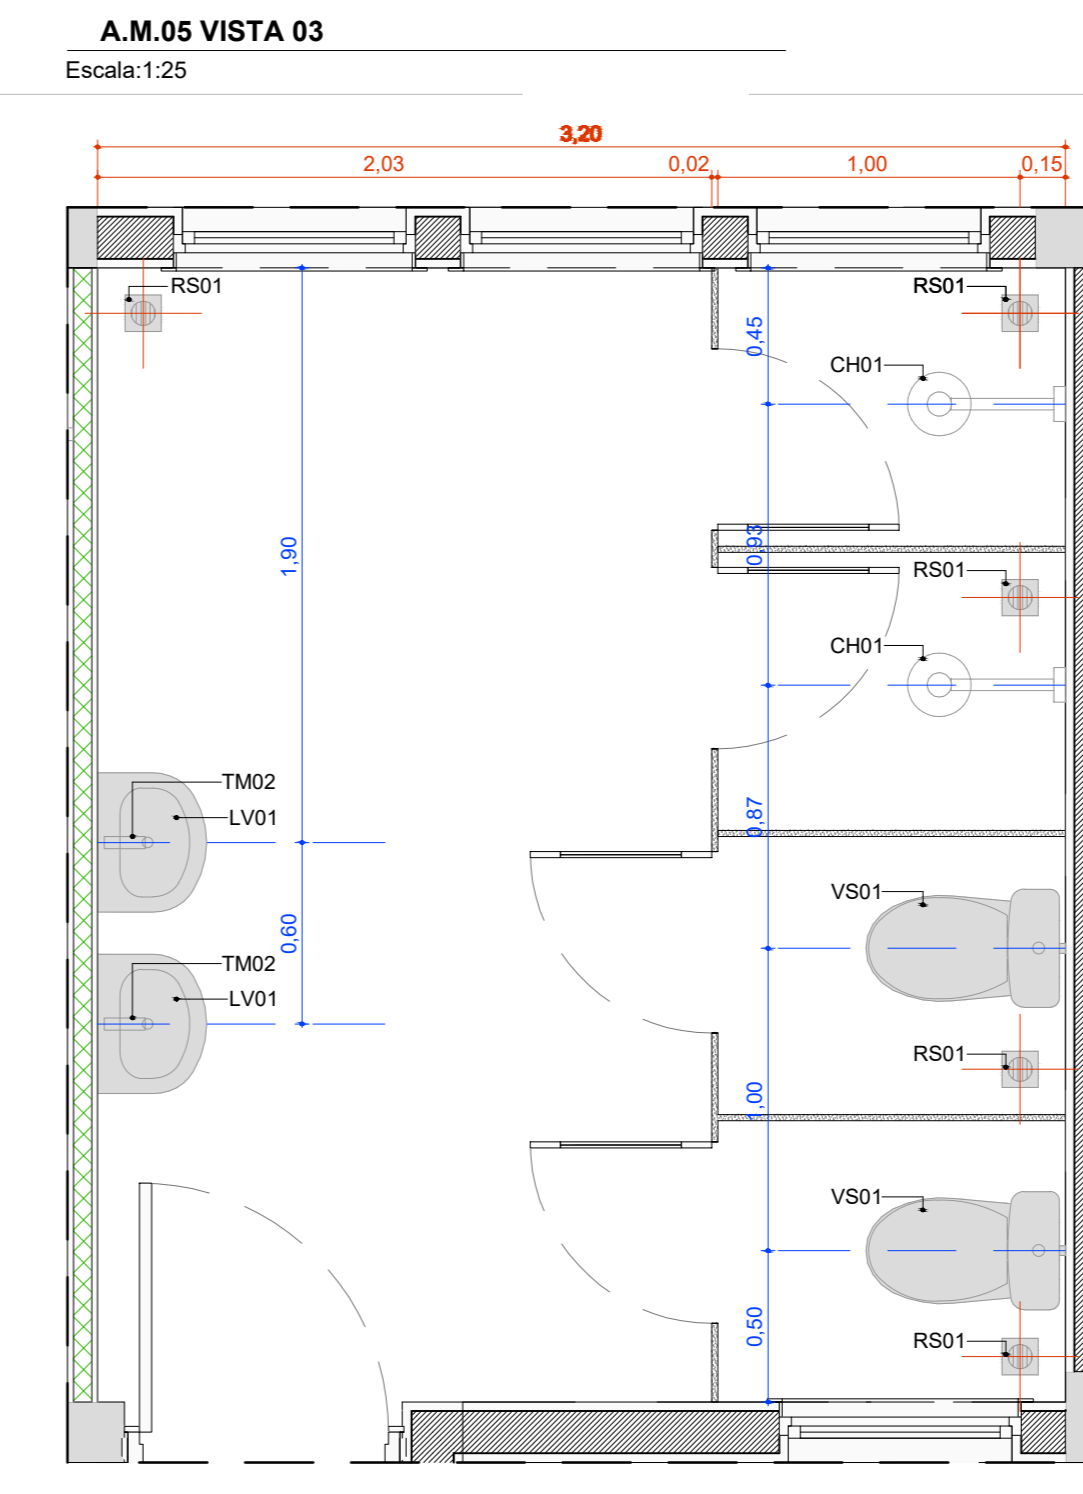 A.M.05 VISTA 03
Escala:1:25
3,20
2,03 0,02 1,00 0,15
RS01 RS01
0,45
CH01
1,90 0,93
RS01
CH01
TM02
LV01 0,87
VS01
0,60
TM02
LV01
RS01
1,00
VS01
0,50
RS01